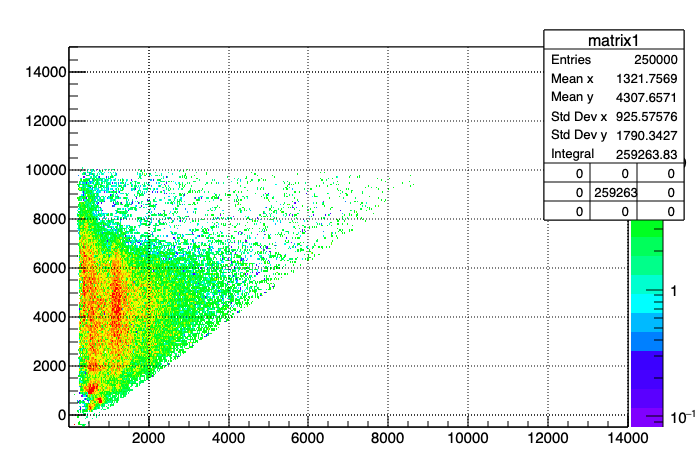 matrix1
Entries 250000
Mean x 1321.7569
Mean y 4307.6571
Std Dev x 925.57576
Std Dev y 1790.3427
Integral 259263.83
0 0 0
0 259263 0
0 0 0
14000
12000
10000
8000
6000
4000
2000
0
2000 4000 6000 8000 10000 12000 14000
1
10⁻¹